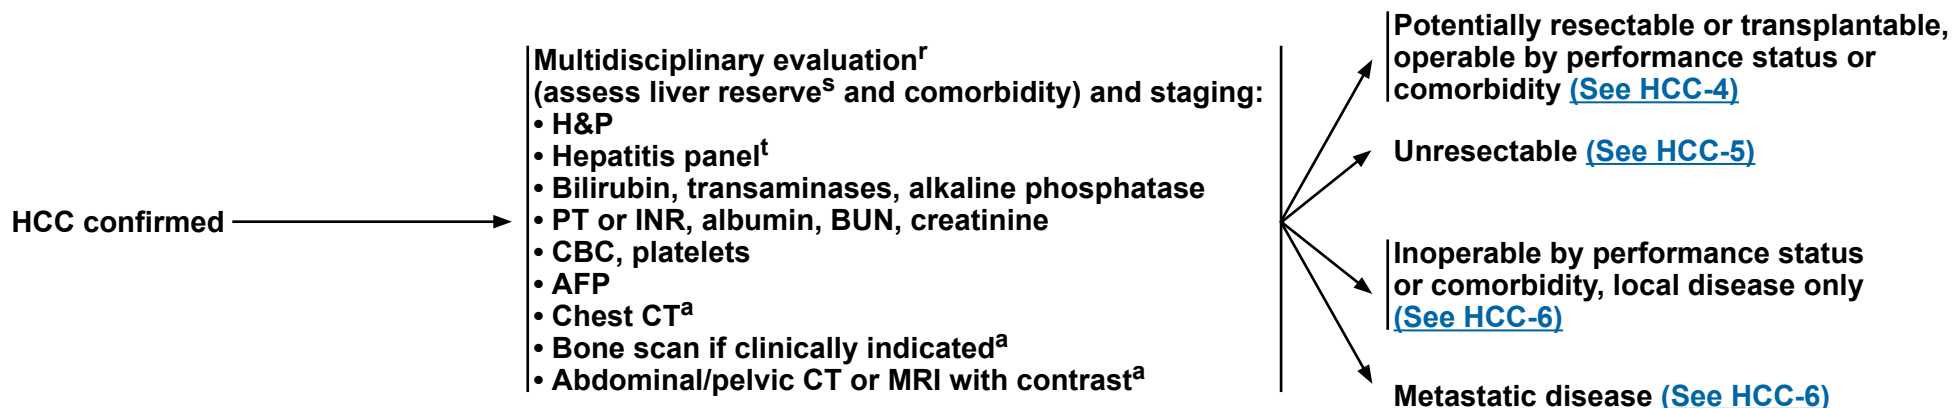 HCC confirmed
Multidisciplinary evaluationʳ
(assess liver reserveˢ and comorbidity) and staging:
• H&P
• Hepatitis panelᵗ
• Bilirubin, transaminases, alkaline phosphatase
• PT or INR, albumin, BUN, creatinine
• CBC, platelets
• AFP
• Chest CTᵃ
• Bone scan if clinically indicatedᵃ
• Abdominal/pelvic CT or MRI with contrastᵃ
Potentially resectable or transplantable,
operable by performance status or
comorbidity (See HCC-4)
Unresectable (See HCC-5)
Inoperable by performance status
or comorbidity, local disease only
(See HCC-6)
Metastatic disease (See HCC-6)